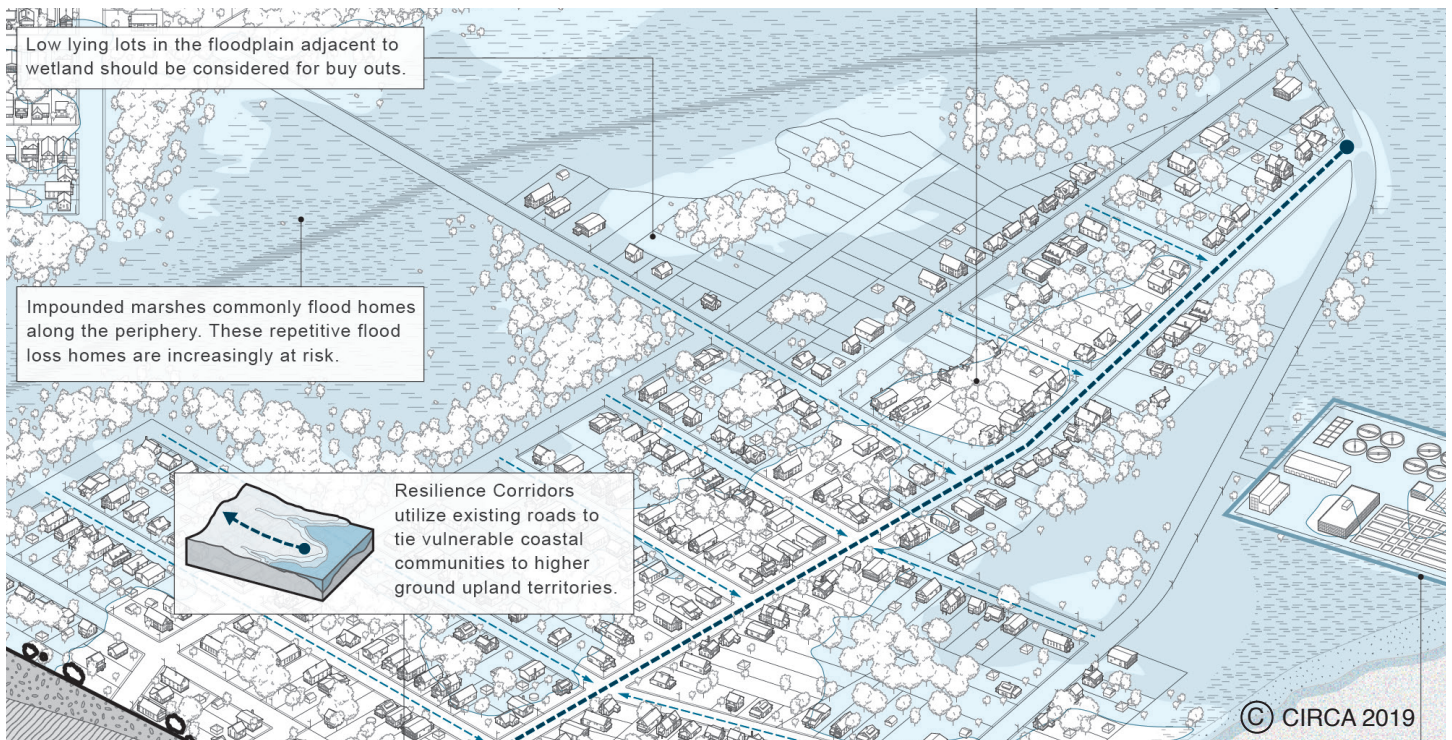 Low lying lots in the floodplain adjacent to
wetland should be considered for buy outs.
Impounded marshes commonly flood homes
along the periphery. These repetitive flood
loss homes are increasingly at risk.
Resilience Corridors
utilize existing roads to
tie vulnerable coastal
communities to higher
ground upland territories.
© CIRCA 2019